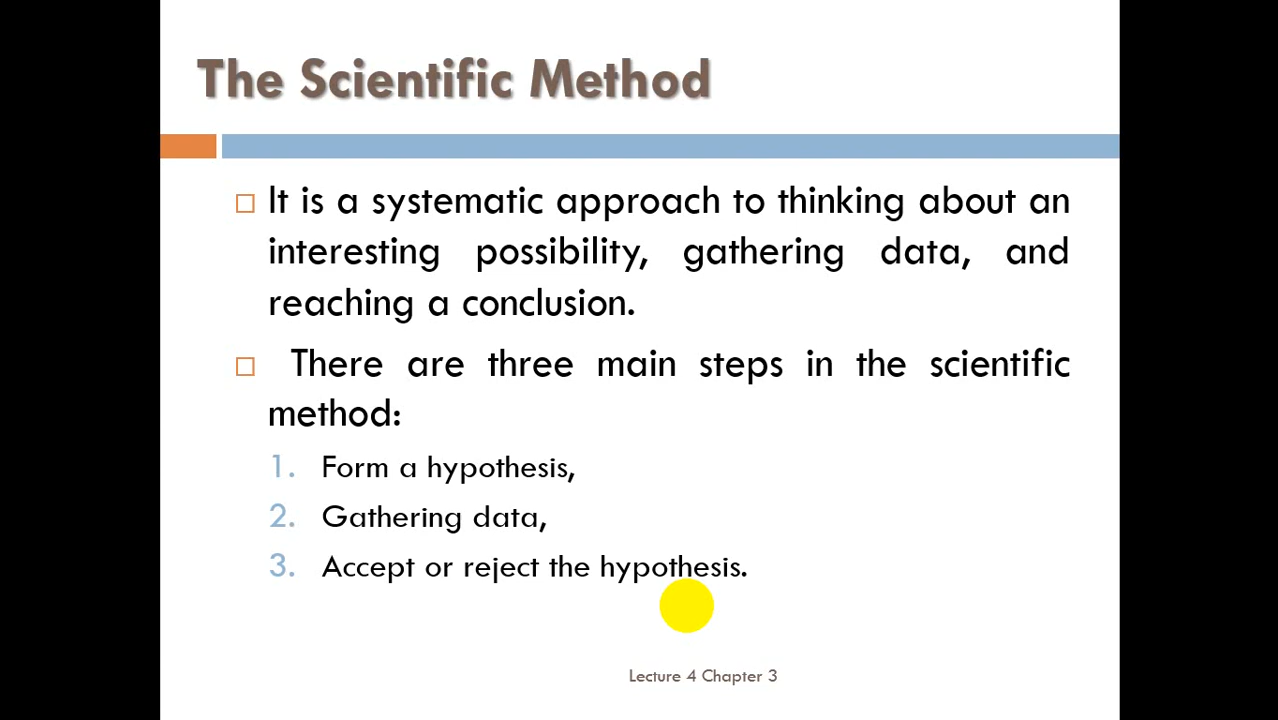 The Scientific Method
It is a systematic approach to thinking about an
interesting possibility, gathering data, and
reaching a conclusion.
There are three main steps in the scientific
method:
1. Form a hypothesis,
2. Gathering data,
3. Accept or reject the hypothesis.
Lecture 4 Chapter 3